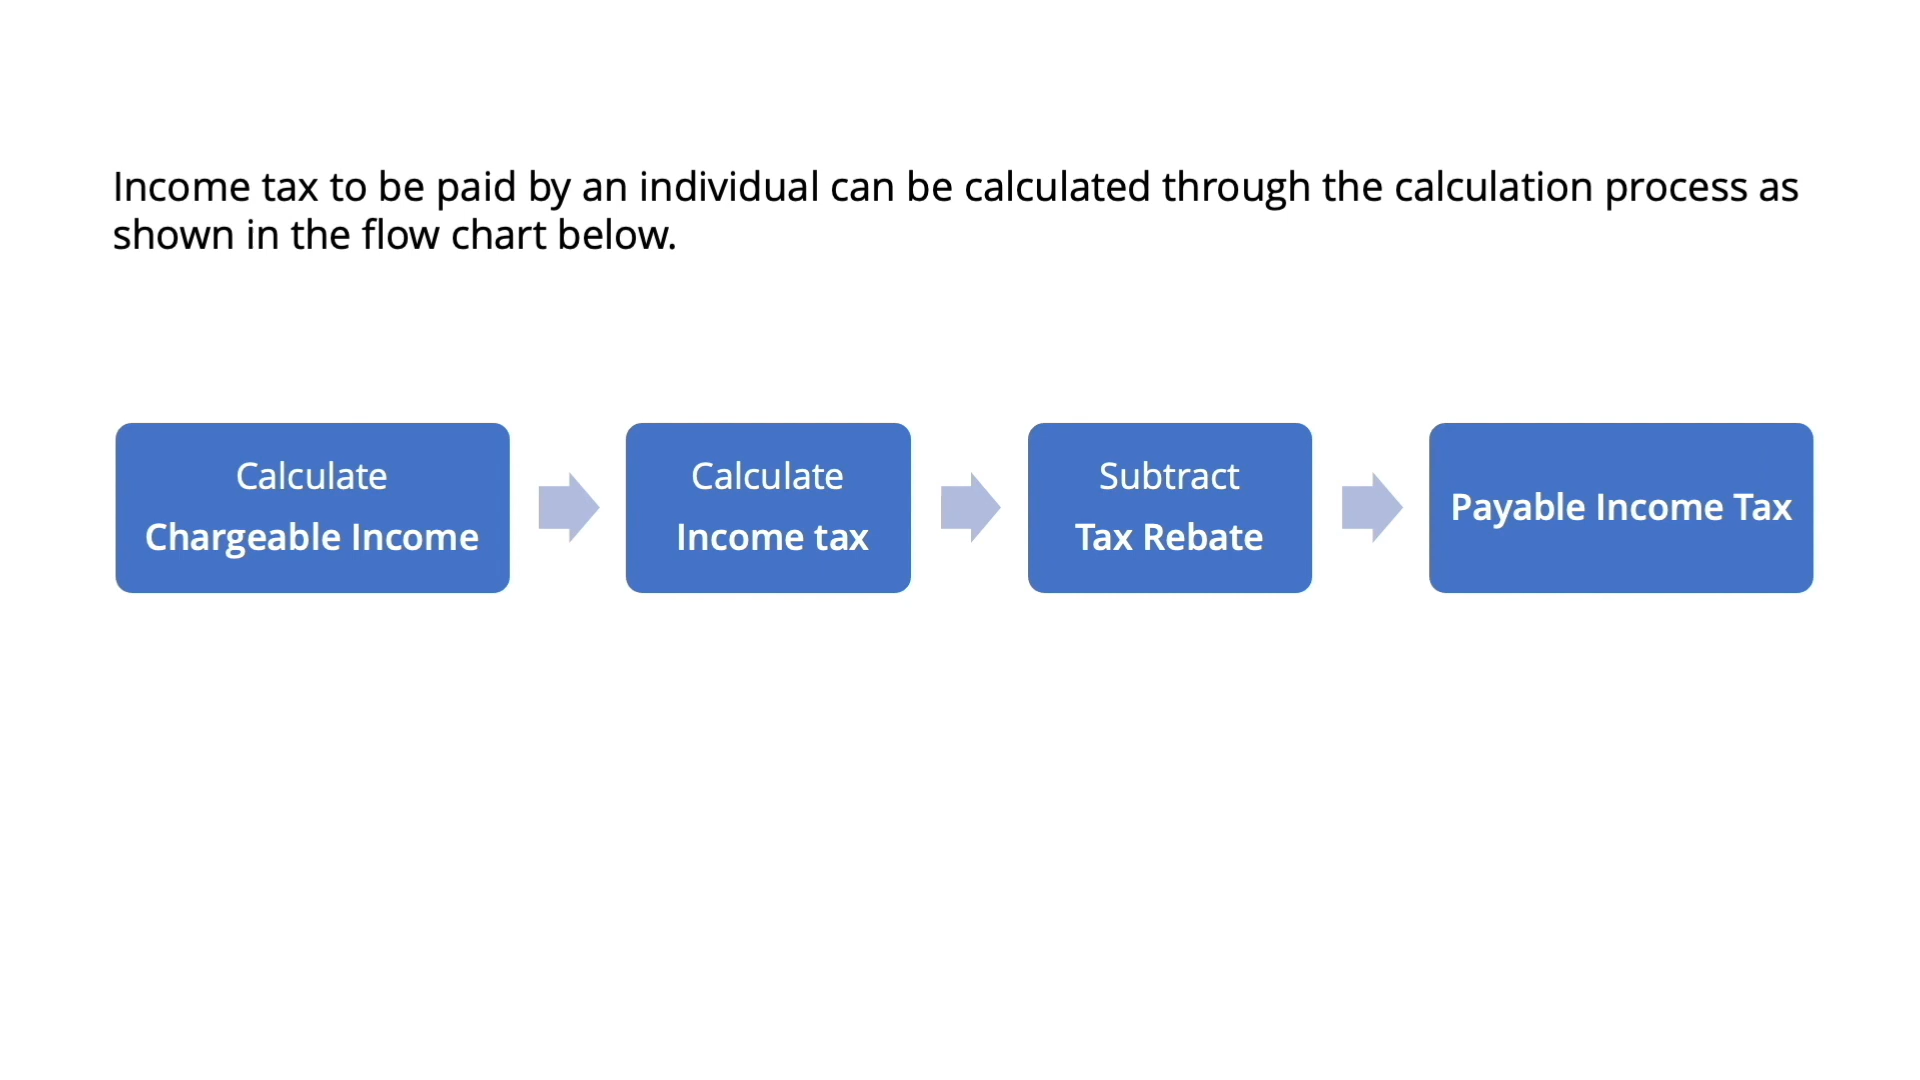 Income tax to be paid by an individual can be calculated through the calculation process as
shown in the flow chart below.
Calculate
Chargeable Income
Calculate
Income tax
Subtract
Tax Rebate
Payable Income Tax